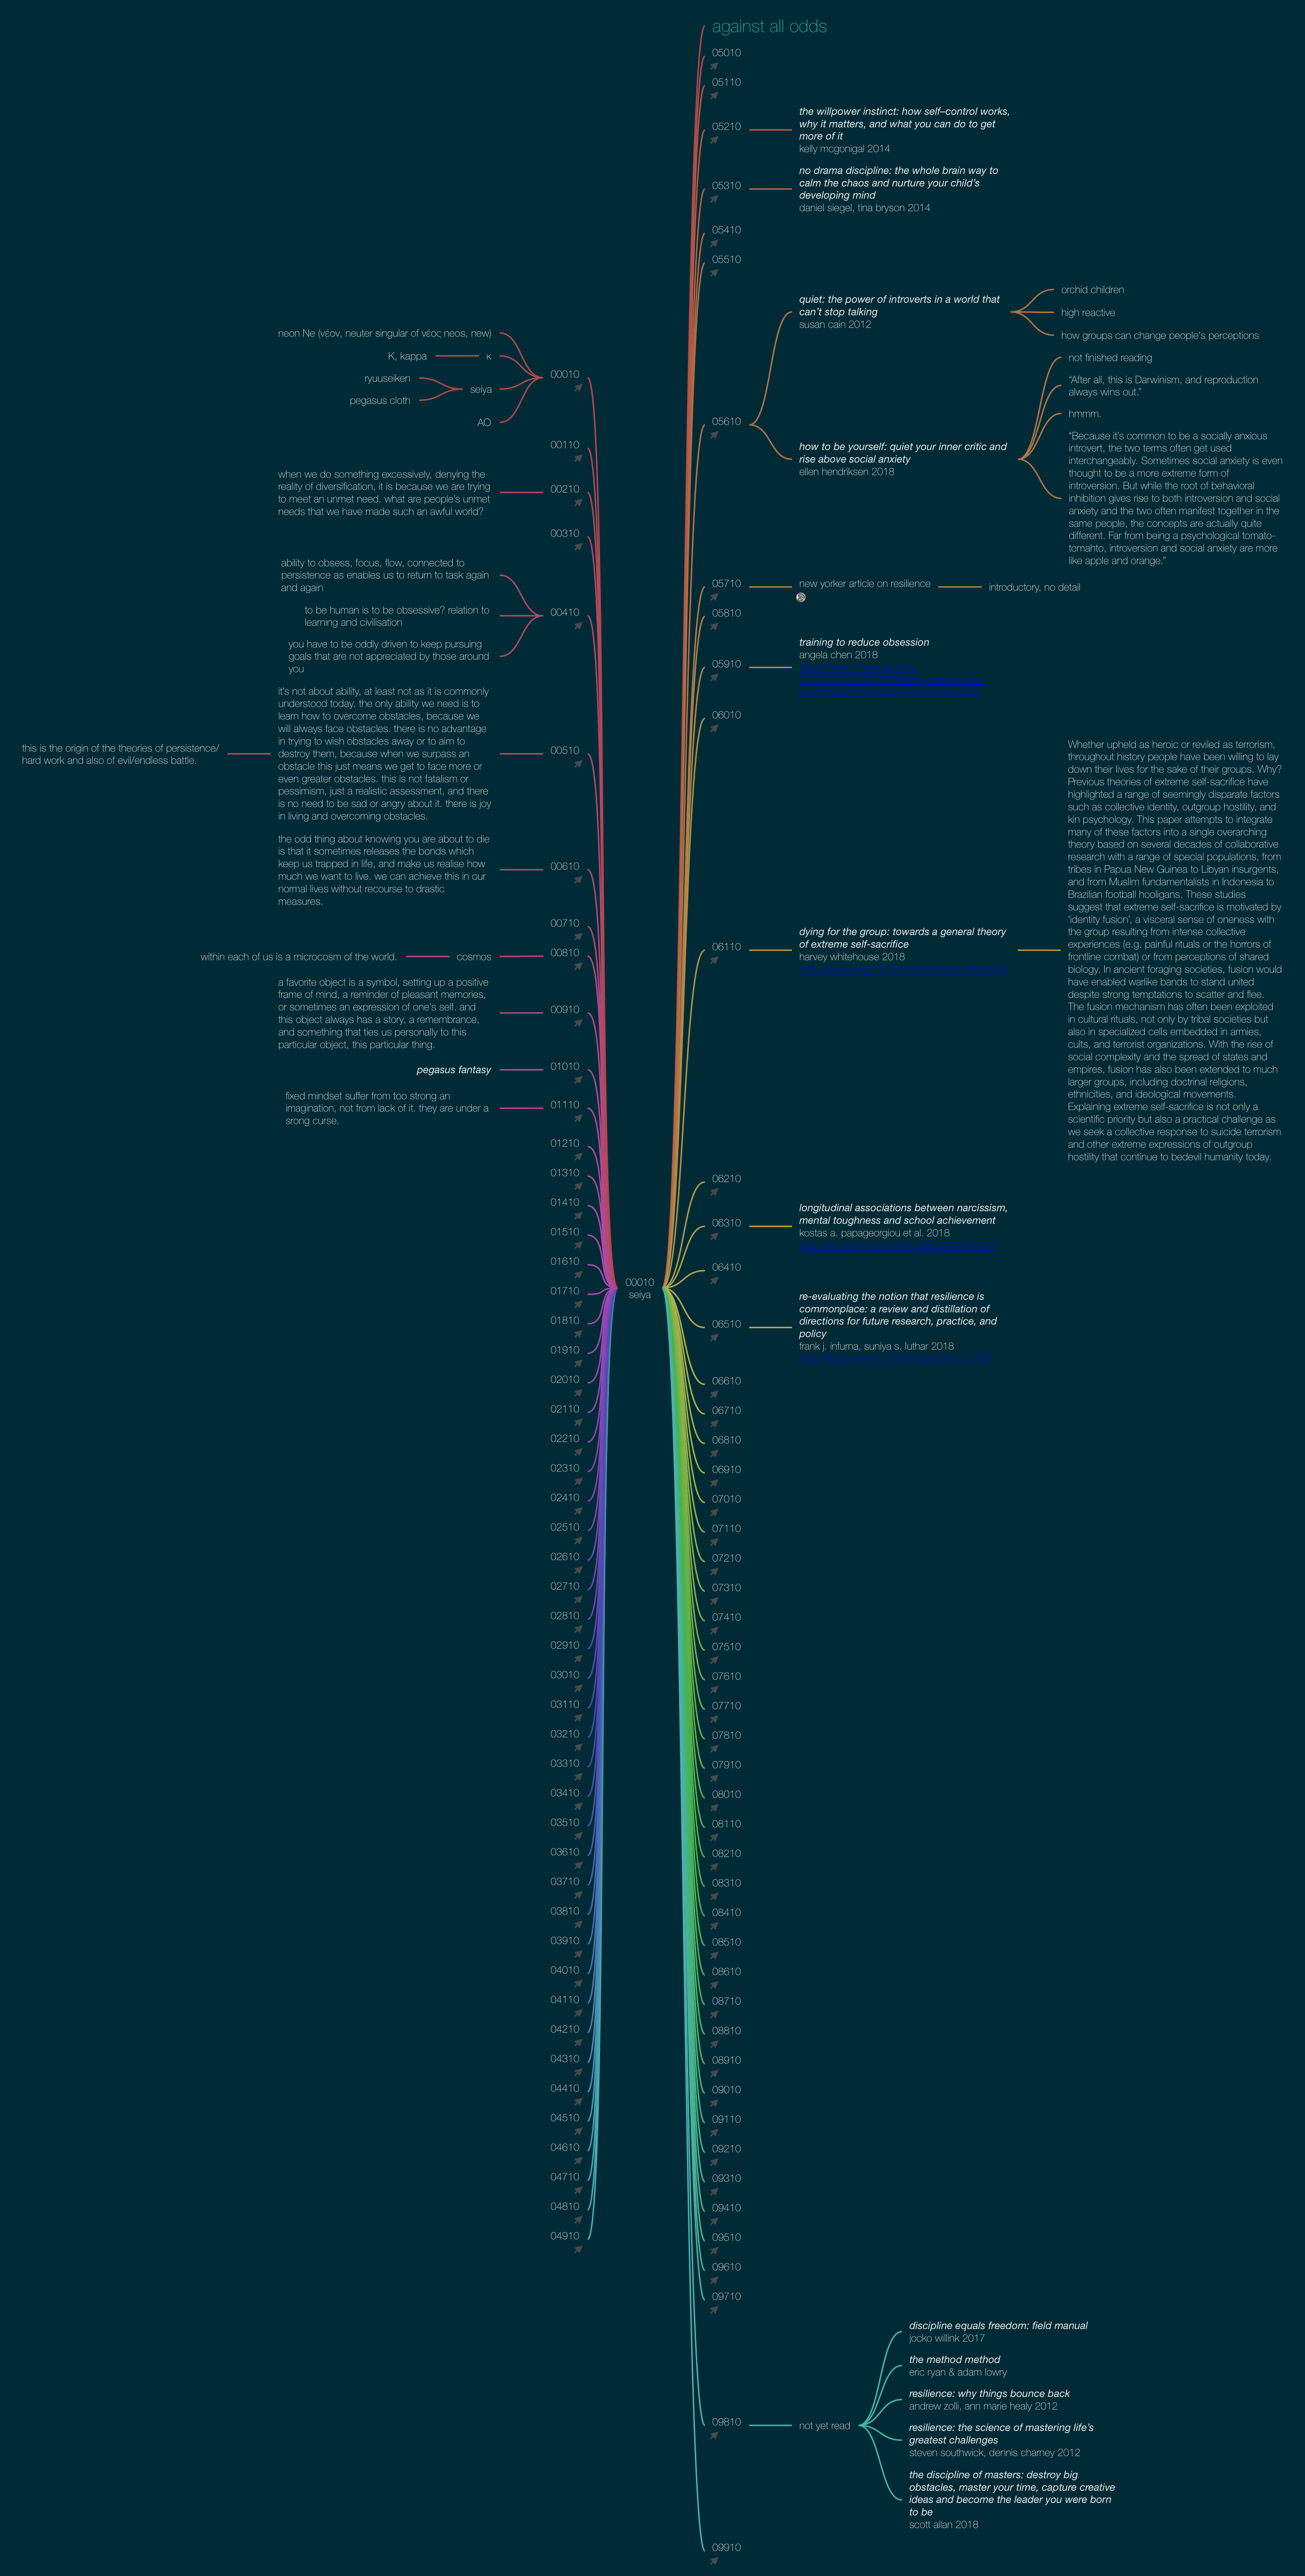 against all odds
05010
05110
05210
the willpower instinct: how self–control works,
why it matters, and what you can do to get
more of it
kelly mcgonigal 2014
05310
no drama discipline: the whole brain way to
calm the chaos and nurture your child's
developing mind
daniel siegel, tina bryson 2014
05410
05510
05610
quiet: the power of introverts in a world that
can't stop talking
susan cain 2012
orchid children
high reactive
how groups can change people's perceptions
how to be yourself: quiet your inner critic and
rise above social anxiety
ellen hendriksen 2018
not finished reading
“After all, this is Darwinism, and reproduction
always wins out.”
hmmm.
“Because it's common to be a socially anxious
introvert, the two terms often get used
interchangeably. Sometimes social anxiety is even
thought to be a more extreme form of
introversion. But while the root of behavioral
inhibition gives rise to both introversion and social
anxiety and the two often manifest together in the
same people, the concepts are actually quite
different. Far from being a psychological tomato-
tomahto, introversion and social anxiety are more
like apple and orange.”
05710
new yorker article on resilience
introductory, no detail
05810
05910
training to reduce obsession
angela chen 2018
06010
06110
dying for the group: towards a general theory
of extreme self-sacrifice
harvey whitehouse 2018
Whether upheld as heroic or reviled as terrorism,
throughout history people have been willing to lay
down their lives for the sake of their groups. Why?
Previous theories of extreme self-sacrifice have
highlighted a range of seemingly disparate factors
such as collective identity, outgroup hostility, and
kin psychology. This paper attempts to integrate
many of these factors into a single overarching
theory based on several decades of collaborative
research with a range of special populations, from
tribes in Papua New Guinea to Libyan insurgents,
and from Muslim fundamentalists in Indonesia to
Brazilian football hooligans. These studies
suggest that extreme self-sacrifice is motivated by
'identity fusion', a visceral sense of oneness with
the group resulting from intense collective
experiences (e.g. painful rituals or the horrors of
frontline combat) or from perceptions of shared
biology. In ancient foraging societies, fusion would
have enabled warlike bands to stand united
despite strong temptations to scatter and flee.
The fusion mechanism has often been exploited
in cultural rituals, not only by tribal societies but
also in specialized cells embedded in armies,
cults, and terrorist organizations. With the rise of
social complexity and the spread of states and
empires, fusion has also been extended to much
larger groups, including doctrinal religions,
ethnicities, and ideological movements.
Explaining extreme self-sacrifice is not only a
scientific priority but also a practical challenge as
we seek a collective response to suicide terrorism
and other extreme expressions of outgroup
hostility that continue to bedevil humanity today.
06210
06310
longitudinal associations between narcissism,
mental toughness and school achievement
kostas a. papageorgiou et al. 2018
06410
06510
re-evaluating the notion that resilience is
commonplace: a review and distillation of
directions for future research, practice, and
policy
frank j. infurna, suniya s. luthar 2018
06610
06710
06810
06910
07010
07110
07210
07310
07410
07510
07610
07710
07810
07910
08010
08110
08210
08310
08410
08510
08610
08710
08810
08910
09010
09110
09210
09310
09410
09510
09610
09710
09810
not yet read
discipline equals freedom: field manual
jocko willink 2017
the method method
eric ryan & adam lowry
resilience: why things bounce back
andrew zolli, ann marie healy 2012
resilience: the science of mastering life's
greatest challenges
steven southwick, dennis charney 2012
the discipline of masters: destroy big
obstacles, master your time, capture creative
ideas and become the leader you were born
to be
scott allan 2018
09910
00010
seiya
00010
neon Ne (νέον, neuter singular of νέος neos, new)
κ
K, kappa
seiya
ryuuseiken
pegasus cloth
AO
00110
00210
when we do something excessively, denying the
reality of diversification, it is because we are trying
to meet an unmet need. what are people's unmet
needs that we have made such an awful world?
00310
00410
ability to obsess, focus, flow, connected to
persistence as enables us to return to task again
and again
to be human is to be obsessive? relation to
learning and civilisation
you have to be oddly driven to keep pursuing
goals that are not appreciated by those around
you
00510
it's not about ability, at least not as it is commonly
understood today. the only ability we need is to
learn how to overcome obstacles, because we
will always face obstacles. there is no advantage
in trying to wish obstacles away or to aim to
destroy them, because when we surpass an
obstacle this just means we get to face more or
even greater obstacles. this is not fatalism or
pessimism, just a realistic assessment, and there
is no need to be sad or angry about it. there is joy
in living and overcoming obstacles.
this is the origin of the theories of persistence/
hard work and also of evil/endless battle.
00610
the odd thing about knowing you are about to die
is that it sometimes releases the bonds which
keep us trapped in life, and make us realise how
much we want to live. we can achieve this in our
normal lives without recourse to drastic
measures.
00710
00810
cosmos
within each of us is a microcosm of the world.
00910
a favorite object is a symbol, setting up a positive
frame of mind, a reminder of pleasant memories,
or sometimes an expression of one's self. and
this object always has a story, a remembrance,
and something that ties us personally to this
particular object, this particular thing.
01010
pegasus fantasy
01110
fixed mindset suffer from too strong an
imagination, not from lack of it. they are under a
srong curse.
01210
01310
01410
01510
01610
01710
01810
01910
02010
02110
02210
02310
02410
02510
02610
02710
02810
02910
03010
03110
03210
03310
03410
03510
03610
03710
03810
03910
04010
04110
04210
04310
04410
04510
04610
04710
04810
04910